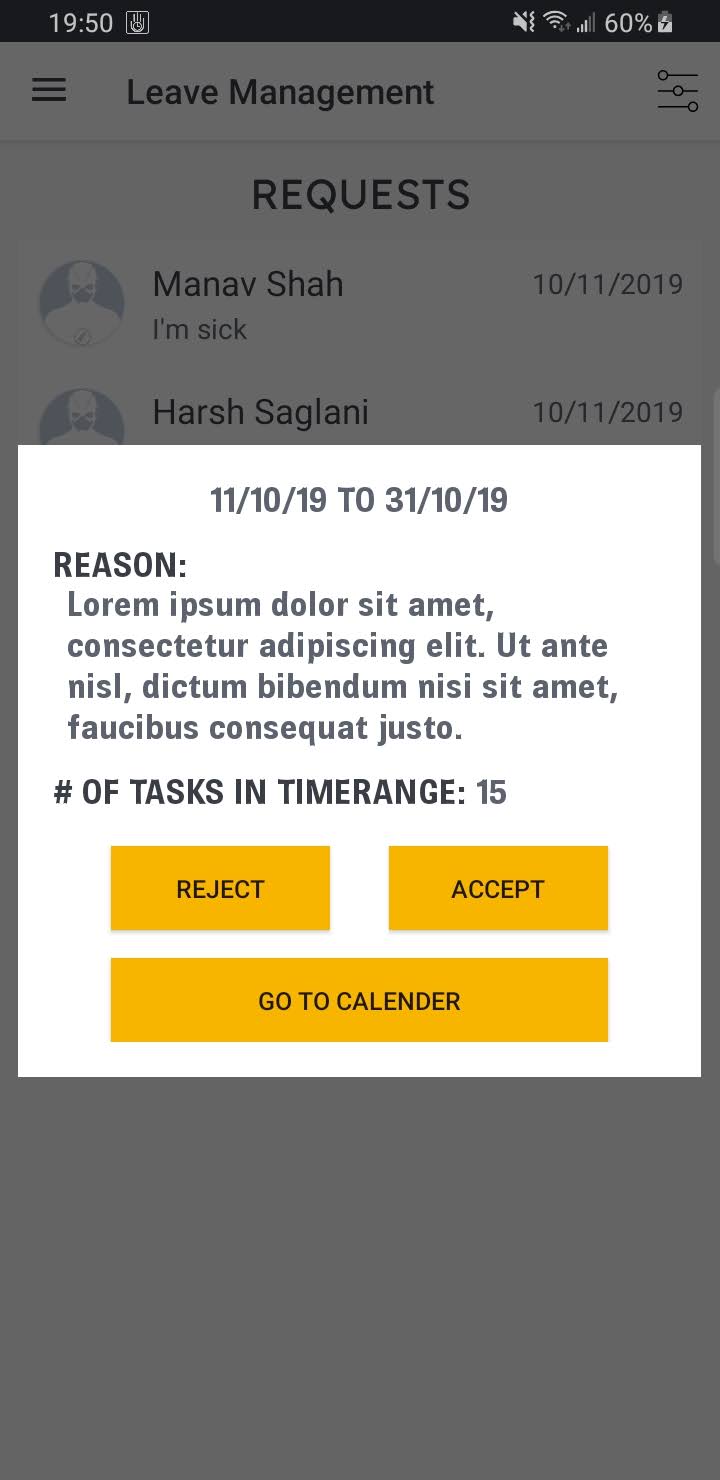 19:50 60%
Leave Management
REQUESTS
Manav Shah 10/11/2019
I'm sick
Harsh Saglani 10/11/2019
11/10/19 TO 31/10/19
REASON:
Lorem ipsum dolor sit amet,
consectetur adipiscing elit. Ut ante
nisl, dictum bibendum nisi sit amet,
faucibus consequat justo.
# OF TASKS IN TIMERANGE: 15
REJECT ACCEPT
GO TO CALENDER